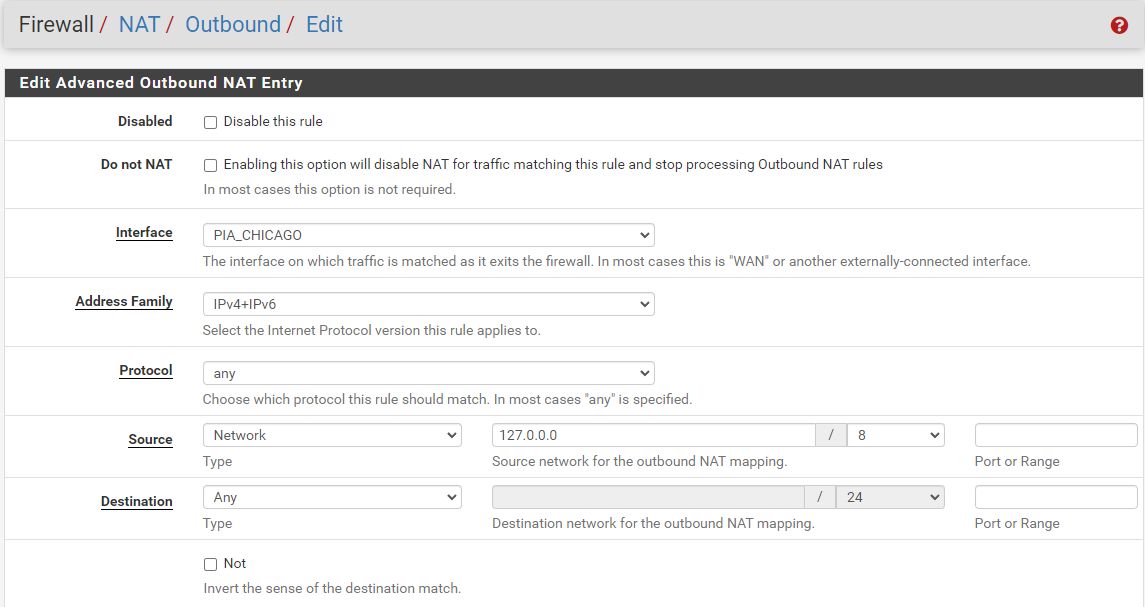 Firewall / NAT / Outbound / Edit ?
Edit Advanced Outbound NAT Entry
Disabled Disable this rule
Do not NAT Enabling this option will disable NAT for traffic matching this rule and stop processing Outbound NAT rules
In most cases this option is not required.
Interface PIA_CHICAGO
The interface on which traffic is matched as it exits the firewall. In most cases this is "WAN" or another externally-connected interface.
Address Family IPv4+IPv6
Select the Internet Protocol version this rule applies to.
Protocol any
Choose which protocol this rule should match. In most cases "any" is specified.
Source Network 127.0.0.0 / 8
Type Source network for the outbound NAT mapping. Port or Range
Destination Any / 24
Type Destination network for the outbound NAT mapping. Port or Range
Not
Invert the sense of the destination match.